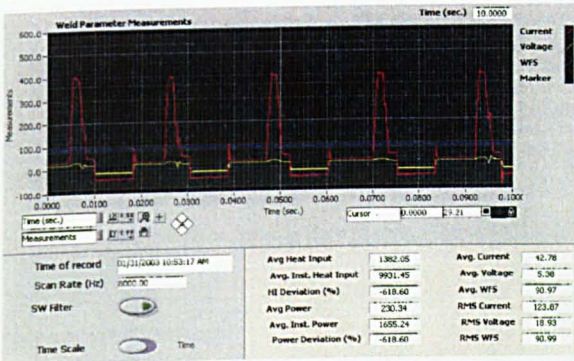 Weld Parameter Measurements
Time (sec.) 10.0000
Current
Voltage
WFS
Marker
Measurements
600.0
500.0
400.0
300.0
200.0
100.0
0.0
-100.0
0.0000 0.0100 0.0200 0.0300 0.0400 0.0500 0.0600 0.0700 0.0800 0.0900 0.1000
Time (sec.)
Time (sec.)
Measurements
Cursor 0.0000 29.21
Time of record 01/31/2003 10:53:17 AM
Scan Rate (Hz) 8000.00
SW Filter
Time Scale Time
Avg Heat Input 1382.05
Avg. Inst. Heat Input 9931.45
HI Deviation (%) -618.60
Avg Power 230.34
Avg. Inst. Power 1655.24
Power Deviation (%) -618.60
Avg. Current 42.78
Avg. Voltage 5.38
Avg. WFS 90.97
RMS Current 123.87
RMS Voltage 18.93
RMS WFS 90.99